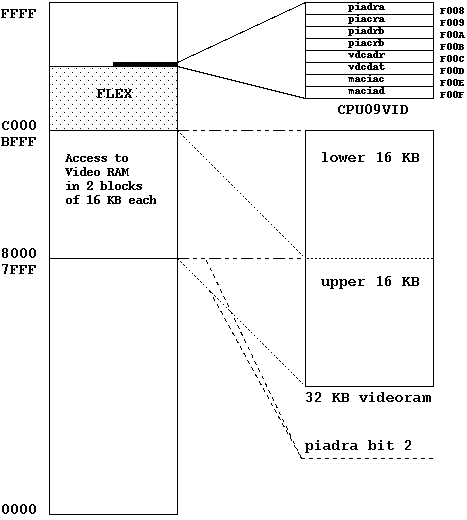 FFFF
piadra F008
piacra F009
piadrb F00A
piacrb F00B
vdcadr F00C
vdcdat F00D
maciac F00E
maciad F00F
FLEX
CPU09VID
C000
BFFF
Access to
Video RAM
in 2 blocks
of 16 KB each
lower 16 KB
8000
7FFF
upper 16 KB
32 KB videoram
piadra bit 2
0000